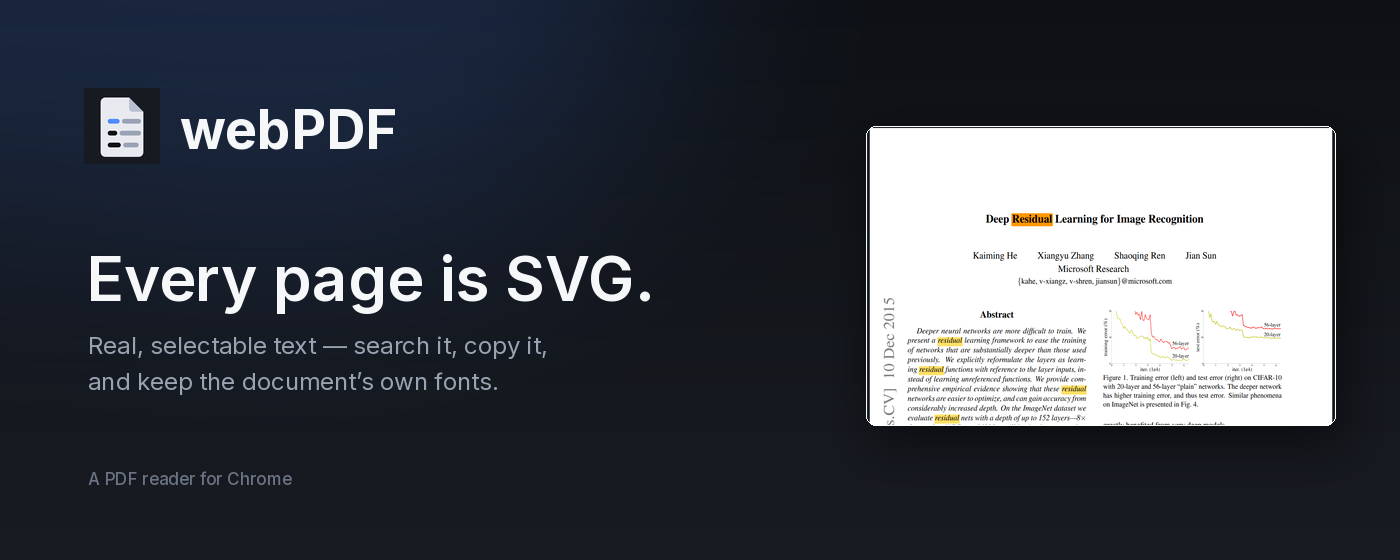 webPDF
Every page is SVG.
Real, selectable text — search it, copy it,
and keep the document’s own fonts.
A PDF reader for Chrome
Deep Residual Learning for Image Recognition
Kaiming He Xiangyu Zhang Shaoqing Ren Jian Sun
Microsoft Research
{kahe, v-xiangz, v-shren, jiansun}@microsoft.com
s.CV] 10 Dec 2015
Abstract
Deeper neural networks are more difficult to train. We
present a residual learning framework to ease the training
of networks that are substantially deeper than those used
previously. We explicitly reformulate the layers as learn-
ing residual functions with reference to the layer inputs, in-
stead of learning unreferenced functions. We provide com-
prehensive empirical evidence showing that these residual
networks are easier to optimize, and can gain accuracy from
considerably increased depth. On the ImageNet dataset we
evaluate residual nets with a depth of up to 152 layers—8×
training error (%)
56-layer
20-layer
iter. (1e4)
test error (%)
56-layer
20-layer
iter. (1e4)
Figure 1. Training error (left) and test error (right) on CIFAR-10
with 20-layer and 56-layer “plain” networks. The deeper network
has higher training error, and thus test error. Similar phenomena
on ImageNet is presented in Fig. 4.